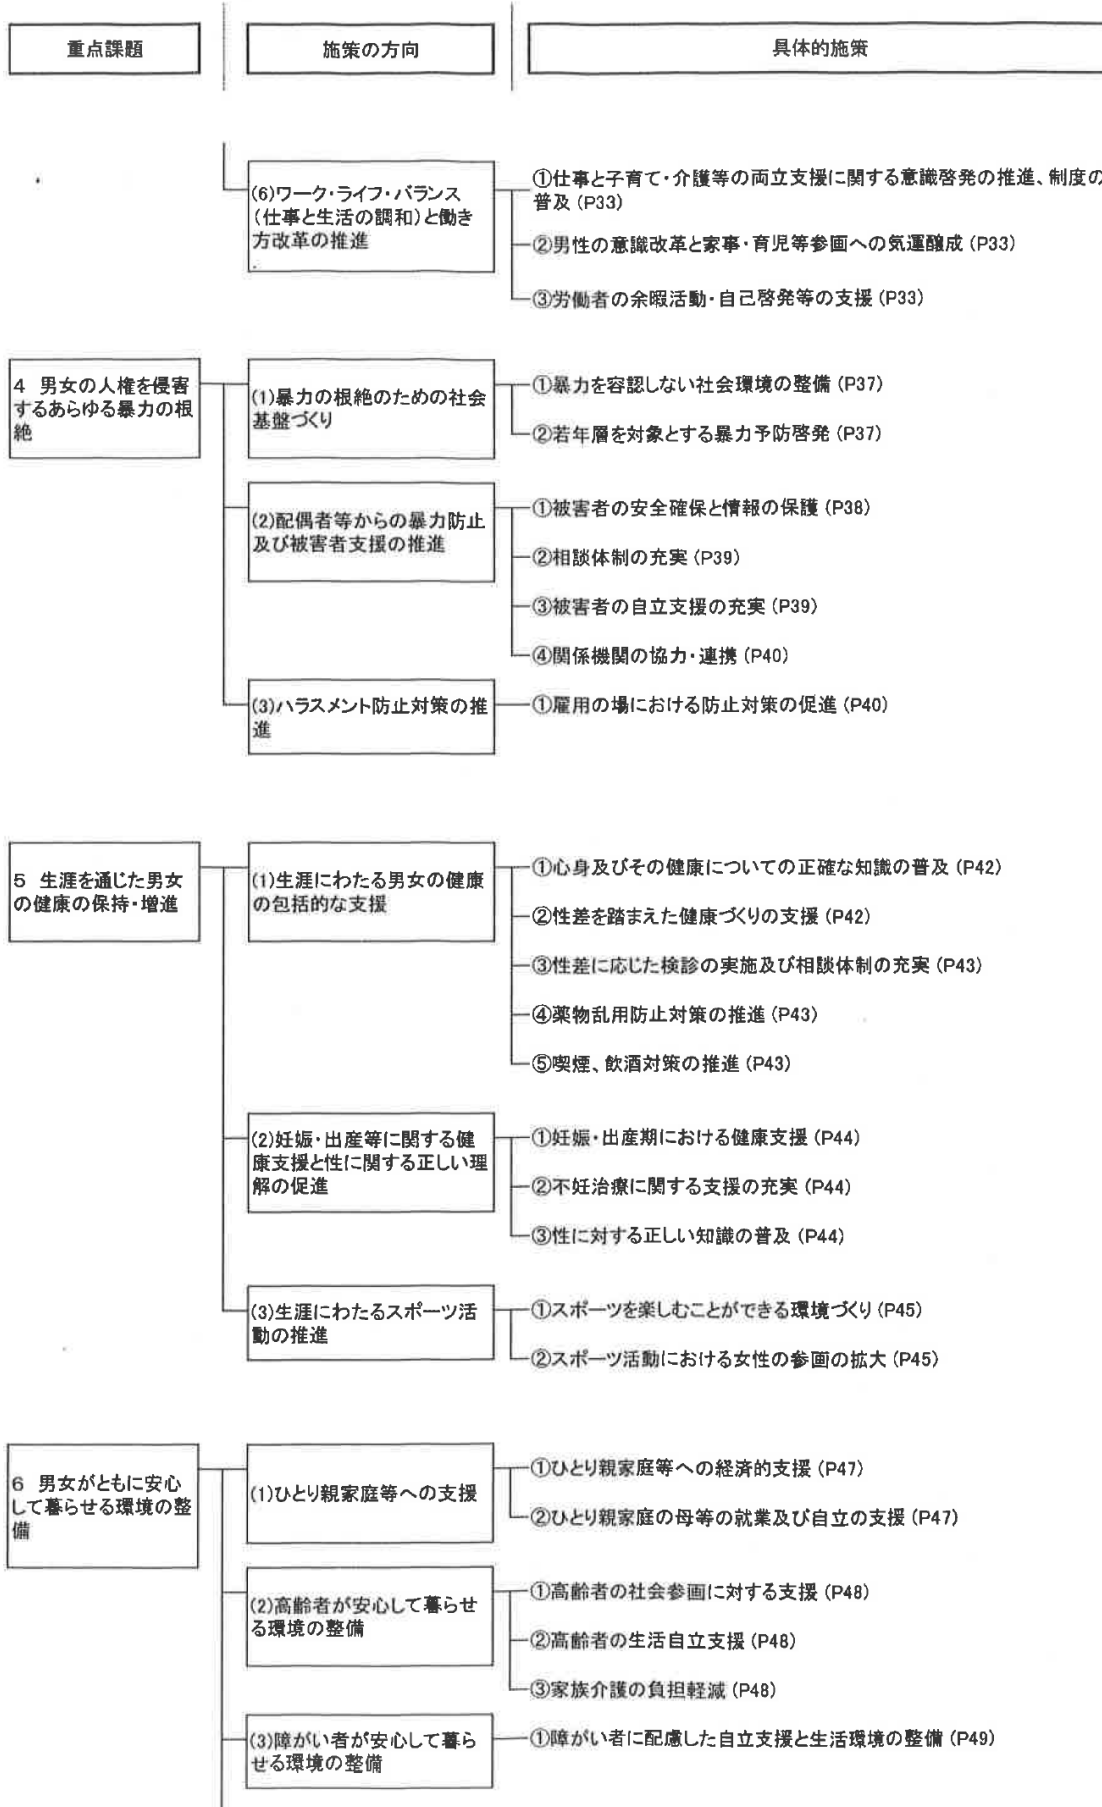 重点課題
施策の方向
具体的施策
(6)ワーク・ライフ・バランス
(仕事と生活の調和)と働き
方改革の推進
①仕事と子育て・介護等の両立支援に関する意識啓発の推進、制度の
普及(P33)
②男性の意識改革と家事・育児等参画への気運醸成(P33)
③労働者の余暇活動・自己啓発等の支援(P33)
4 男女の人権を侵害
するあらゆる暴力の根
絶
(1)暴力の根絶のための社会
基盤づくり
①暴力を容認しない社会環境の整備(P37)
②若年層を対象とする暴力予防啓発(P37)
(2)配偶者等からの暴力防止
及び被害者支援の推進
①被害者の安全確保と情報の保護(P38)
②相談体制の充実(P39)
③被害者の自立支援の充実(P39)
④関係機関の協力・連携(P40)
(3)ハラスメント防止対策の推
進
①雇用の場における防止対策の促進(P40)
5 生涯を通じた男女
の健康の保持・増進
(1)生涯にわたる男女の健康
の包括的な支援
①心身及びその健康についての正確な知識の普及(P42)
②性差を踏まえた健康づくりの支援(P42)
③性差に応じた検診の実施及び相談体制の充実(P43)
④薬物乱用防止対策の推進(P43)
⑤喫煙、飲酒対策の推進(P43)
(2)妊娠・出産等に関する健
康支援と性に関する正しい理
解の促進
①妊娠・出産期における健康支援(P44)
②不妊治療に関する支援の充実(P44)
③性に対する正しい知識の普及(P44)
(3)生涯にわたるスポーツ活
動の推進
①スポーツを楽しむことができる環境づくり(P45)
②スポーツ活動における女性の参画の拡大(P45)
6 男女がともに安心
して暮らせる環境の整
備
(1)ひとり親家庭等への支援
①ひとり親家庭等への経済的支援(P47)
②ひとり親家庭の母等の就業及び自立の支援(P47)
(2)高齢者が安心して暮らせ
る環境の整備
①高齢者の社会参画に対する支援(P48)
②高齢者の生活自立支援(P48)
③家族介護の負担軽減(P48)
(3)障がい者が安心して暮ら
せる環境の整備
①障がい者に配慮した自立支援と生活環境の整備(P49)